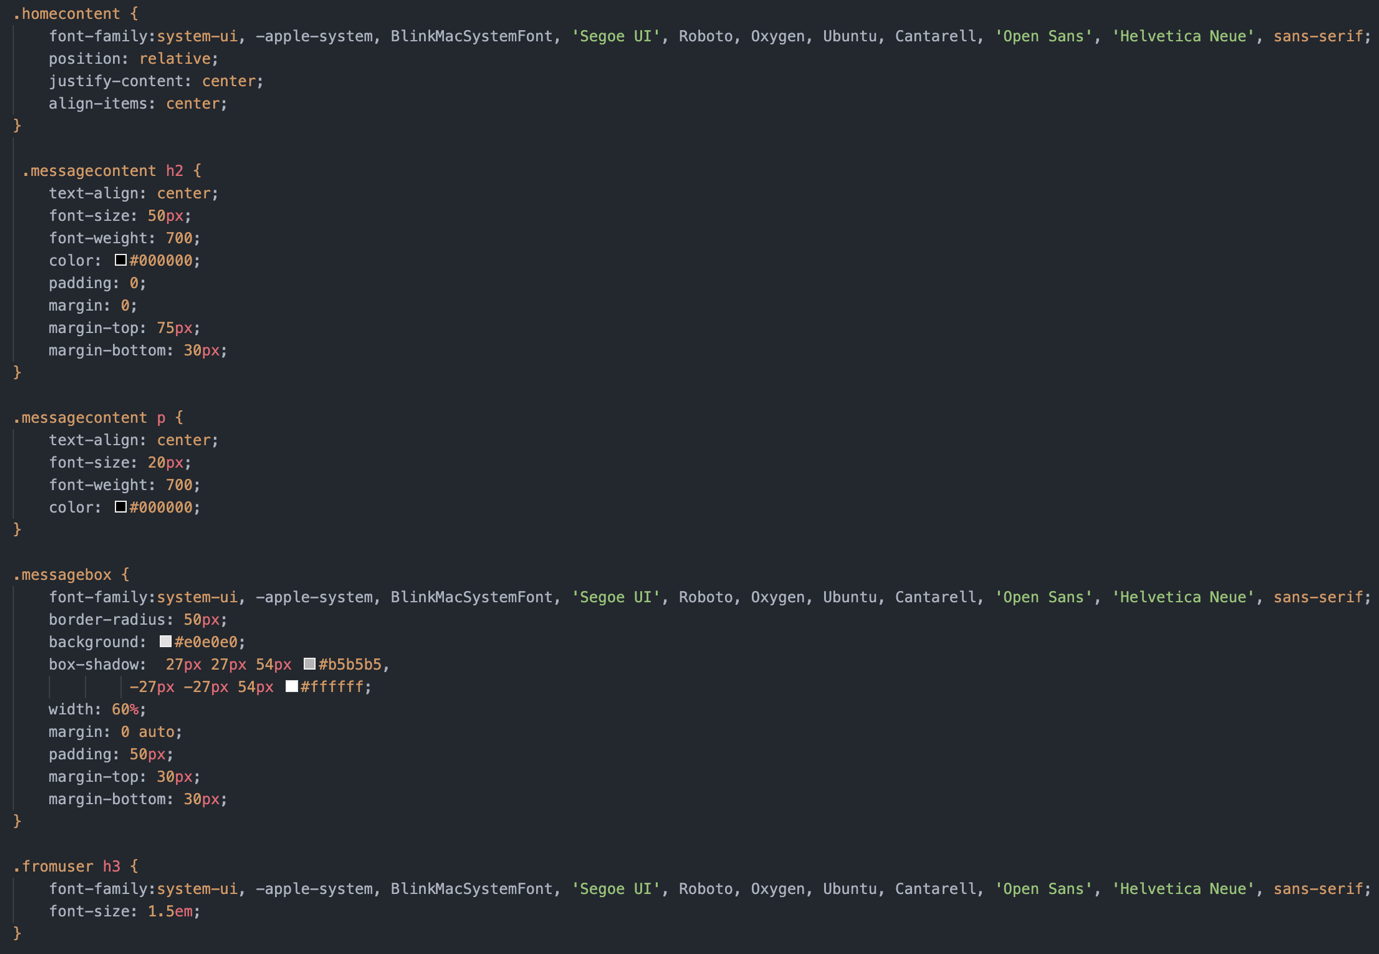 .homecontent {
    font-family:system-ui, -apple-system, BlinkMacSystemFont, 'Segoe UI', Roboto, Oxygen, Ubuntu, Cantarell, 'Open Sans', 'Helvetica Neue', sans-serif;
    position: relative;
    justify-content: center;
    align-items: center;
}
 .messagecontent h2 {
    text-align: center;
    font-size: 50px;
    font-weight: 700;
    color: #000000;
    padding: 0;
    margin: 0;
    margin-top: 75px;
    margin-bottom: 30px;
}
.messagecontent p {
    text-align: center;
    font-size: 20px;
    font-weight: 700;
    color: #000000;
}
.messagebox {
    font-family:system-ui, -apple-system, BlinkMacSystemFont, 'Segoe UI', Roboto, Oxygen, Ubuntu, Cantarell, 'Open Sans', 'Helvetica Neue', sans-serif;
    border-radius: 50px;
    background: #e0e0e0;
    box-shadow:  27px 27px 54px #b5b5b5,
             -27px -27px 54px #ffffff;
    width: 60%;
    margin: 0 auto;
    padding: 50px;
    margin-top: 30px;
    margin-bottom: 30px;
}
.fromuser h3 {
    font-family:system-ui, -apple-system, BlinkMacSystemFont, 'Segoe UI', Roboto, Oxygen, Ubuntu, Cantarell, 'Open Sans', 'Helvetica Neue', sans-serif;
    font-size: 1.5em;
}